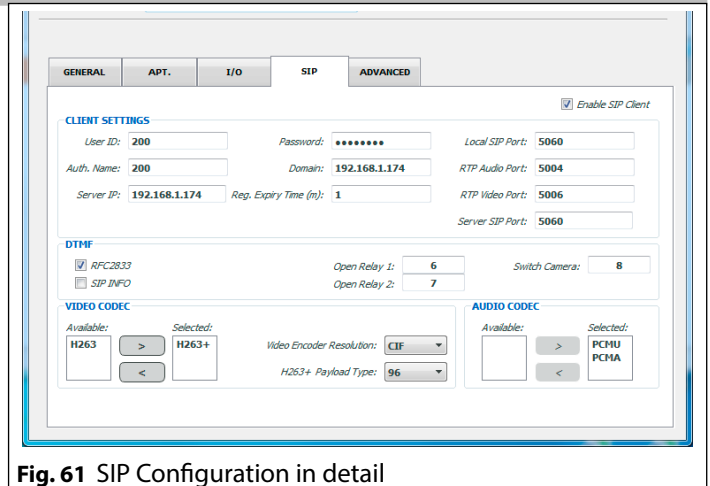 GENERAL APT. I/O SIP ADVANCED
Enable SIP Client
CLIENT SETTINGS
User ID: 200 Password: •••••••• Local SIP Port: 5060
Auth. Name: 200 Domain: 192.168.1.174 RTP Audio Port: 5004
Server IP: 192.168.1.174 Reg. Expiry Time (m): 1 RTP Video Port: 5006
Server SIP Port: 5060
DTMF
RFC2833 Open Relay 1: 6 Switch Camera: 8
SIP INFO Open Relay 2: 7
VIDEO CODEC AUDIO CODEC
Available: Selected: Available: Selected:
H263 > H263+ Video Encoder Resolution: CIF > PCMU
PCMA
< H263+ Payload Type: 96 <
Fig. 61 SIP Configuration in detail